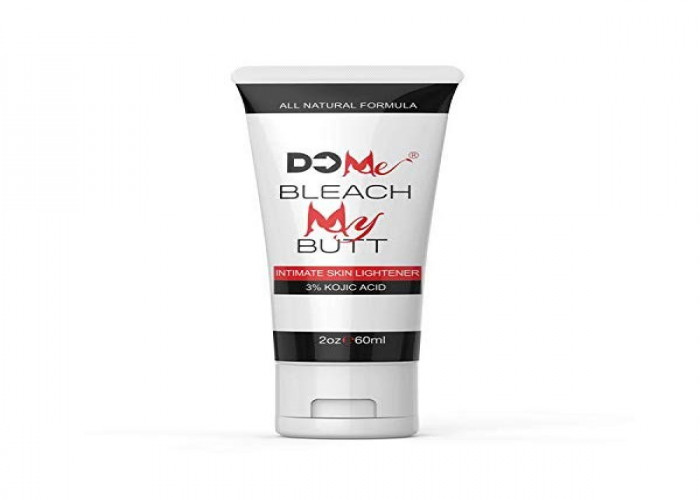 ALL NATURAL FORMULA
DO Me®
BLEACH
My
BUTT
INTIMATE SKIN LIGHTENER
3% KOJIC ACID
2oz 60ml